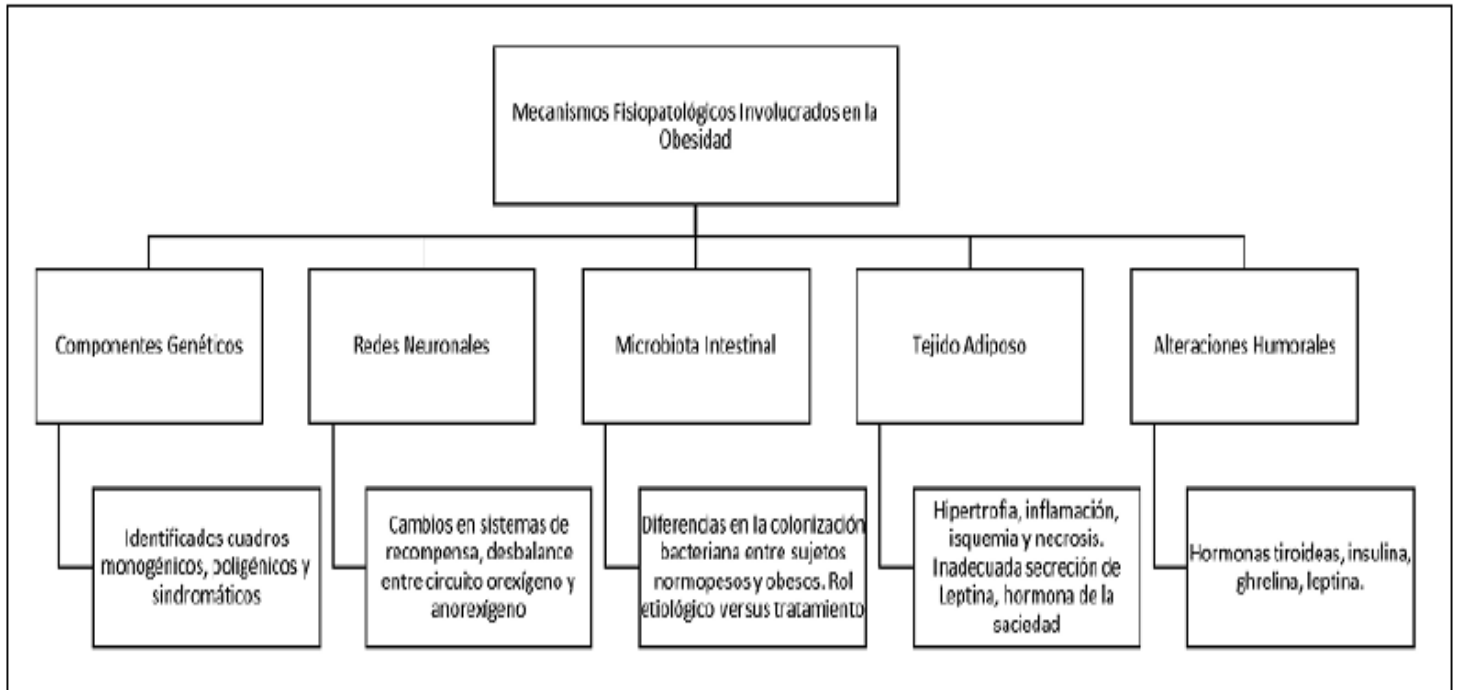 Mecanismos Fisiopatológicos Involucrados en la
Obesidad
Componentes Genéticos
Redes Neuronales
Microbiota Intestinal
Tejido Adiposo
Alteraciones Humorales
Identificados cuadros
monogénicos, poligénicos y
sindromáticos
Cambios en sistemas de
recompensa, desbalance
entre circuito orexígeno y
anorexígeno
Diferencias en la colonización
bacteriana entre sujetos
normopesos y obesos. Rol
etiológico versus tratamiento
Hipertrofia, inflamación,
isquemia y necrosis.
Inadecuada secreción de
Leptina, hormona de la
saciedad
Hormonas tiroideas, insulina,
ghrelina, leptina.